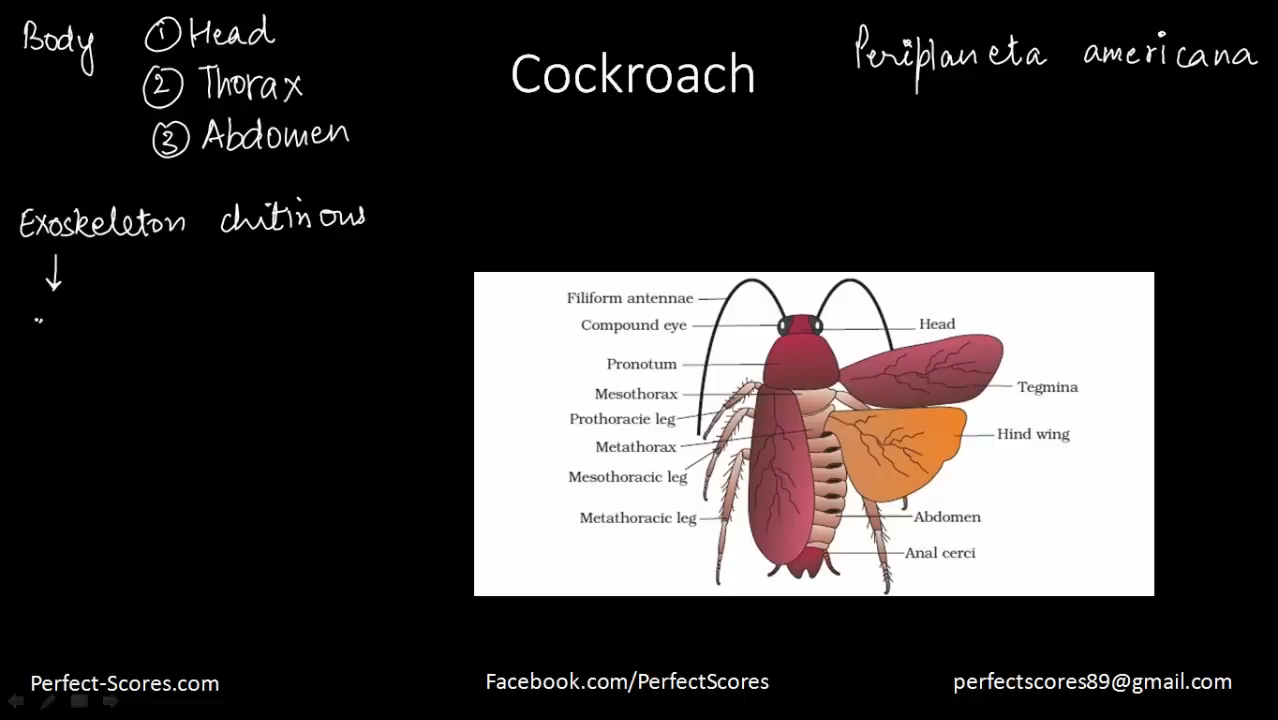 Body ① Head
② Thorax
③ Abdomen
Cockroach
Periplaneta americana
Exoskeleton chitinous
Filiform antennae
Compound eye
Head
Pronotum
Tegmina
Mesothorax
Prothoracie leg
Hind wing
Metathorax
Mesothoracic leg
Metathoracic leg
Abdomen
Anal cerci
Perfect-Scores.com
Facebook.com/PerfectScores
perfectscores89@gmail.com